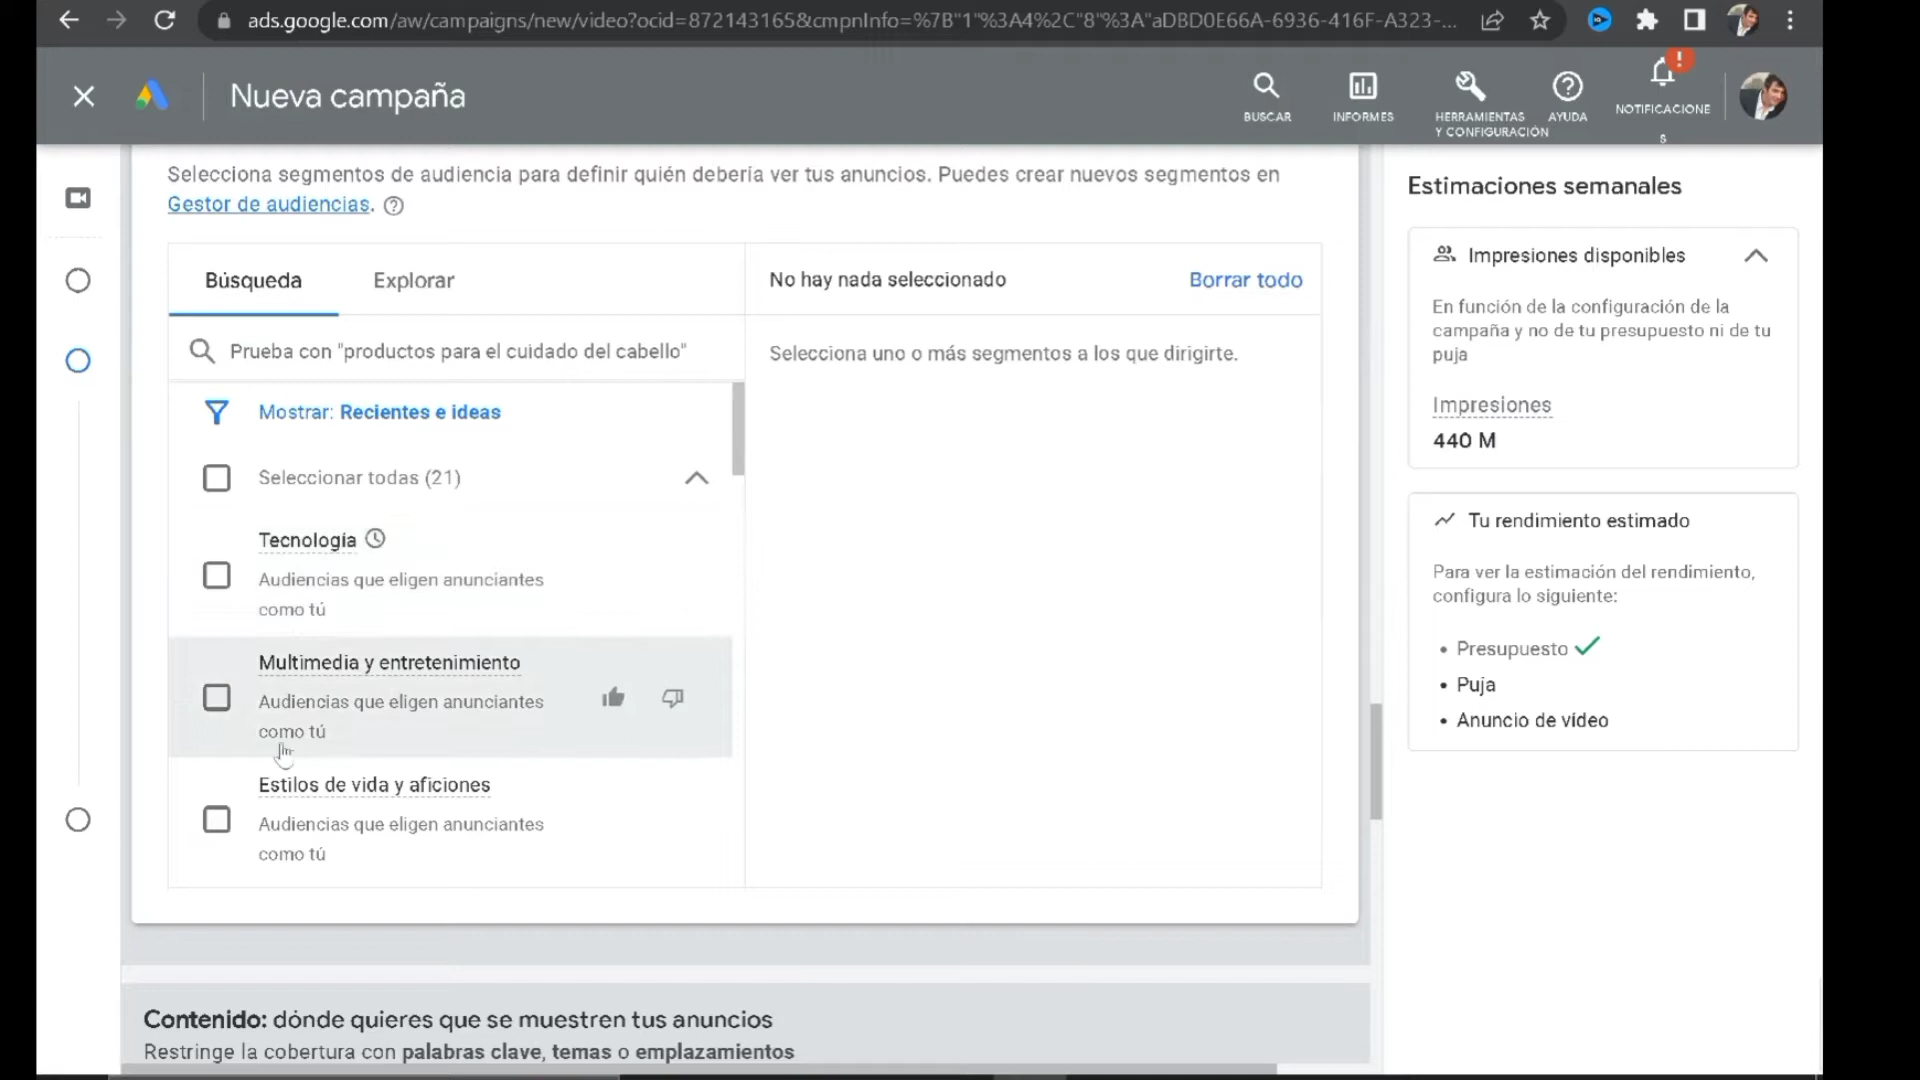 ads.google.com/aw/campaigns/new/video?ocid=872143165&cmpnInfo=%7B"1"%3A4%2C"8"%3A"aDBD0E66A-6936-416F-A323-...
Nueva campaña
BUSCAR
INFORMES
HERRAMIENTAS
Y CONFIGURACIÓN
AYUDA
!
NOTIFICACIONE
S
Selecciona segmentos de audiencia para definir quién debería ver tus anuncios. Puedes crear nuevos segmentos en
Gestor de audiencias. ?
Búsqueda
Explorar
No hay nada seleccionado
Borrar todo
Prueba con "productos para el cuidado del cabello"
Selecciona uno o más segmentos a los que dirigirte.
Mostrar: Recientes e ideas
Seleccionar todas (21)
Tecnología
Audiencias que eligen anunciantes
como tú
Multimedia y entretenimiento
Audiencias que eligen anunciantes
como tú
Estilos de vida y aficiones
Audiencias que eligen anunciantes
como tú
Contenido: dónde quieres que se muestren tus anuncios
Restringe la cobertura con palabras clave, temas o emplazamientos
Estimaciones semanales
Impresiones disponibles
En función de la configuración de la
campaña y no de tu presupuesto ni de tu
puja
Impresiones
440 M
Tu rendimiento estimado
Para ver la estimación del rendimiento,
configura lo siguiente:
• Presupuesto
• Puja
• Anuncio de vídeo